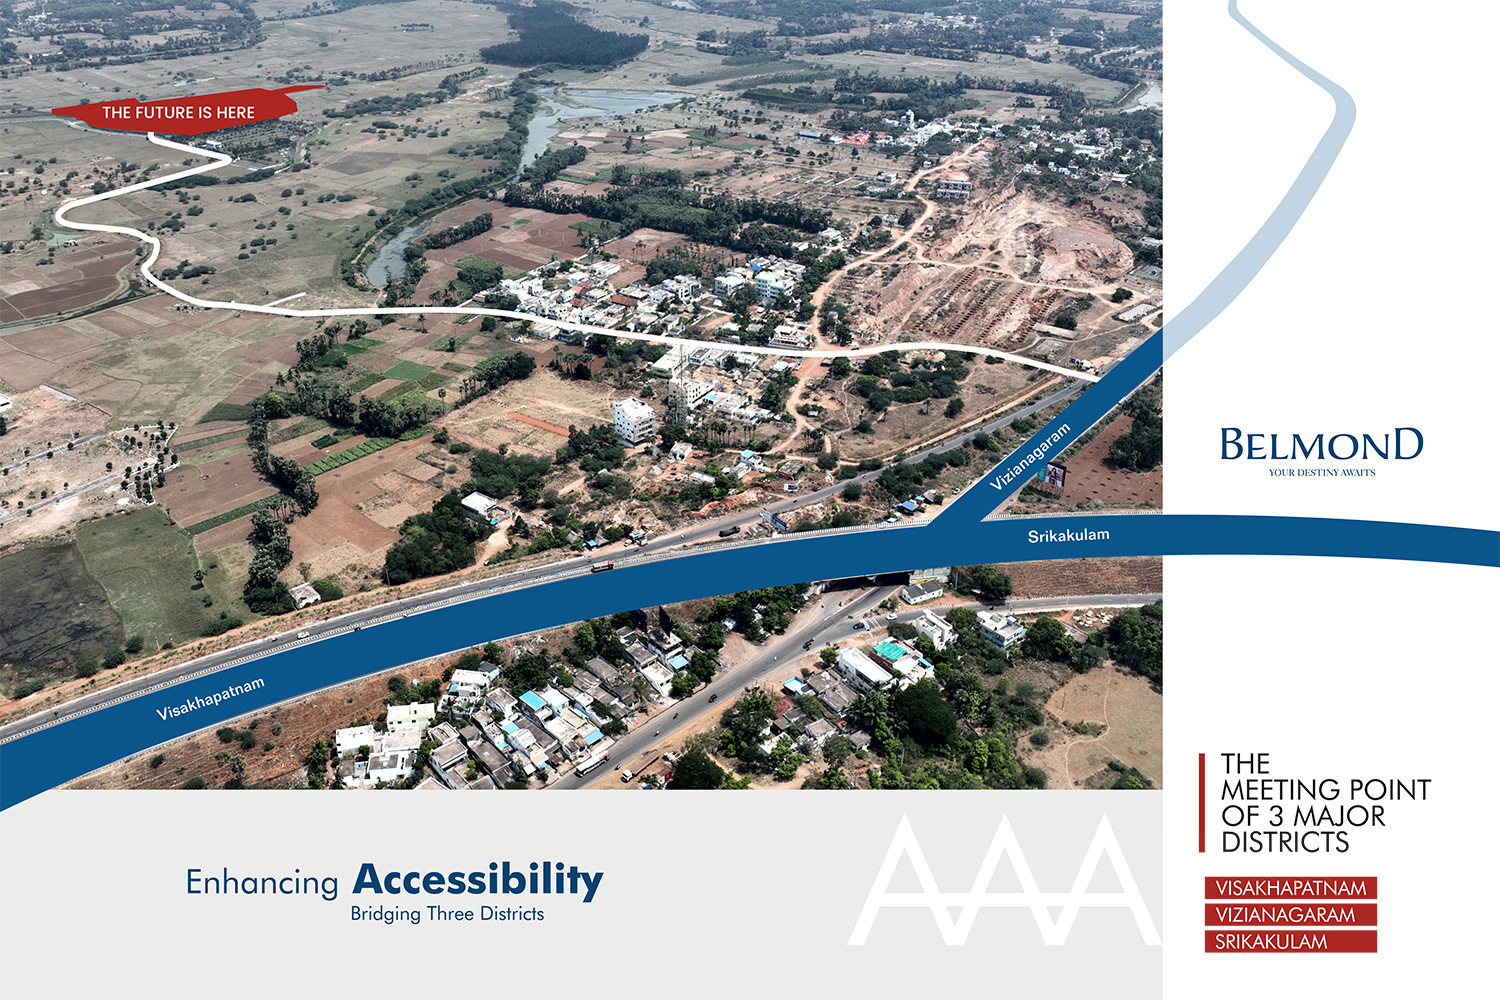 THE FUTURE IS HERE
Vizianagaram
Srikakulam
Visakhapatnam
BELMOND
YOUR DESTINY AWAITS
Enhancing Accessibility
Bridging Three Districts
AAA
THE
MEETING POINT
OF 3 MAJOR
DISTRICTS
VISAKHAPATNAM
VIZIANAGARAM
SRIKAKULAM